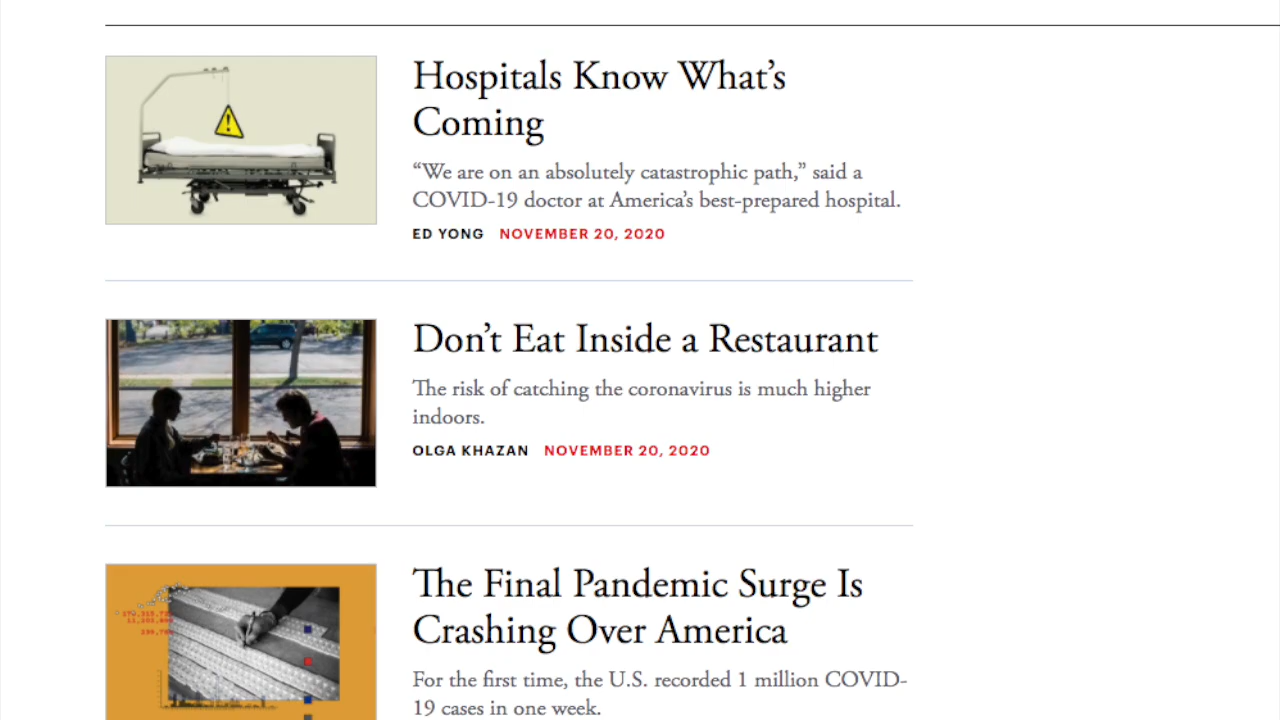 Hospitals Know What’s
Coming
“We are on an absolutely catastrophic path,” said a
COVID-19 doctor at America’s best-prepared hospital.
ED YONG NOVEMBER 20, 2020
Don’t Eat Inside a Restaurant
The risk of catching the coronavirus is much higher
indoors.
OLGA KHAZAN NOVEMBER 20, 2020
The Final Pandemic Surge Is
Crashing Over America
For the first time, the U.S. recorded 1 million COVID-
19 cases in one week.